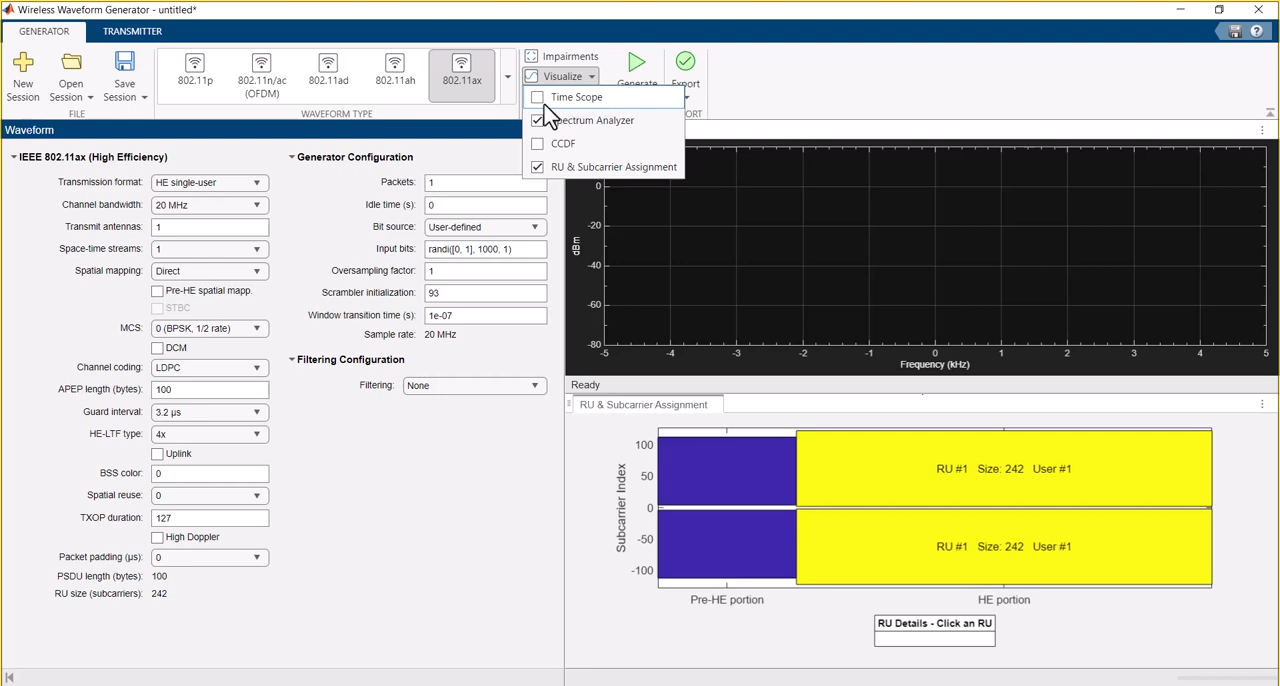 Wireless Waveform Generator - untitled*
GENERATOR
TRANSMITTER
New Session
Open Session
Save Session
FILE
802.11p
802.11n/ac (OFDM)
802.11ad
802.11ah
802.11ax
WAVEFORM TYPE
Impairments
Visualize
Generate
Export
Time Scope
Spectrum Analyzer
CCDF
RU & Subcarrier Assignment
Waveform
IEEE 802.11ax (High Efficiency)
Transmission format: HE single-user
Channel bandwidth: 20 MHz
Transmit antennas: 1
Space-time streams: 1
Spatial mapping: Direct
Pre-HE spatial mapp.
STBC
MCS: 0 (BPSK, 1/2 rate)
DCM
Channel coding: LDPC
APEP length (bytes): 100
Guard interval: 3.2 µs
HE-LTF type: 4x
Uplink
BSS color: 0
Spatial reuse: 0
TXOP duration: 127
High Doppler
Packet padding (µs): 0
PSDU length (bytes): 100
RU size (subcarriers): 242
Generator Configuration
Packets: 1
Idle time (s): 0
Bit source: User-defined
Input bits: randi([0, 1], 1000, 1)
Oversampling factor: 1
Scrambler initialization: 93
Window transition time (s): 1e-07
Sample rate: 20 MHz
Filtering Configuration
Filtering: None
0
-20
-40
-60
-80
dBm
-5 -4 -3 -2 -1 0 1 2 3 4 5
Frequency (kHz)
Ready
RU & Subcarrier Assignment
100
50
0
-50
-100
Subcarrier Index
RU #1 Size: 242 User #1
RU #1 Size: 242 User #1
Pre-HE portion
HE portion
RU Details - Click an RU